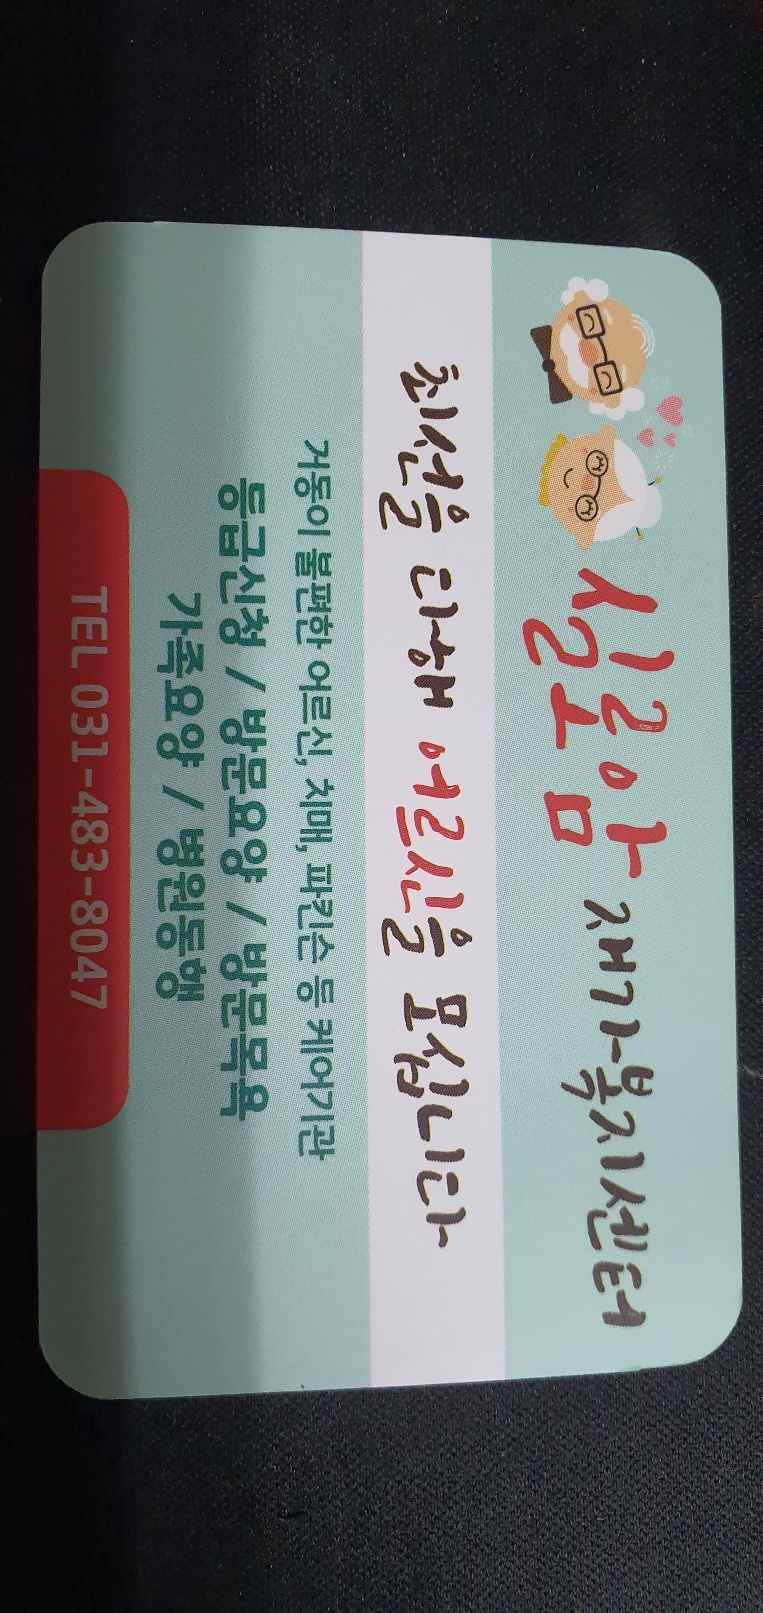 실로암 재가복지센터
최선을 다해 어르신을 모십니다
거동이 불편한 어르신, 치매, 파킨슨 등 케어기관
등급신청 / 방문요양 / 방문목욕
가족요양 / 병원동행
TEL 031-483-8047